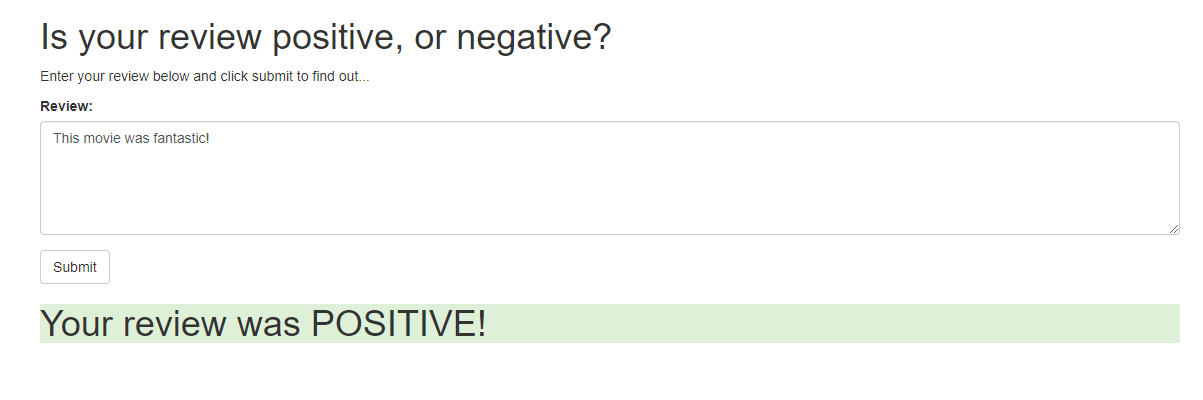 Is your review positive, or negative?
Enter your review below and click submit to find out...
Review:
This movie was fantastic!
Submit
Your review was POSITIVE!